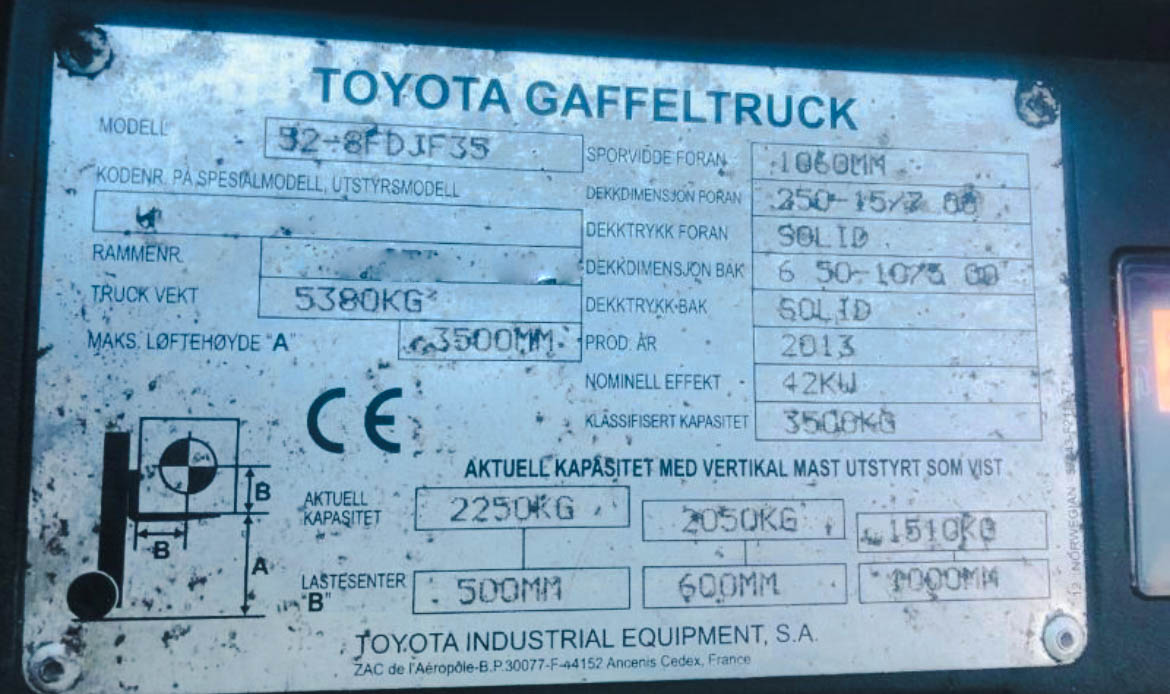 TOYOTA GAFFELTRUCK
MODELL 52-8FDJF35
KODENR. PÅ SPESIALMODELL, UTSTYRSMODELL
RAMMENR.
TRUCK VEKT 5380KG
MAKS. LØFTEHØYDE "A" 3500MM
SPORVIDDE FORAN 1060MM
DEKKDIMENSJON FORAN 250-15/7 00
DEKKTRYKK FORAN SOLID
DEKKDIMENSJON BAK 6 50-10/5 00
DEKKTRYKK BAK SOLID
PROD. ÅR 2013
NOMINELL EFFEKT 42KW
KLASSIFISERT KAPASITET 3500KG
CE
AKTUELL KAPASITET MED VERTIKAL MAST UTSTYRT SOM VIST
B
B
A
AKTUELL KAPASITET 2250KG 2050KG 1510KG
LASTESENTER "B" 500MM 600MM 1000MM
TOYOTA INDUSTRIAL EQUIPMENT, S.A.
ZAC de l'Aéropôle-B.P.30077-F-44152 Ancenis Cedex, France
NORWEGIAN